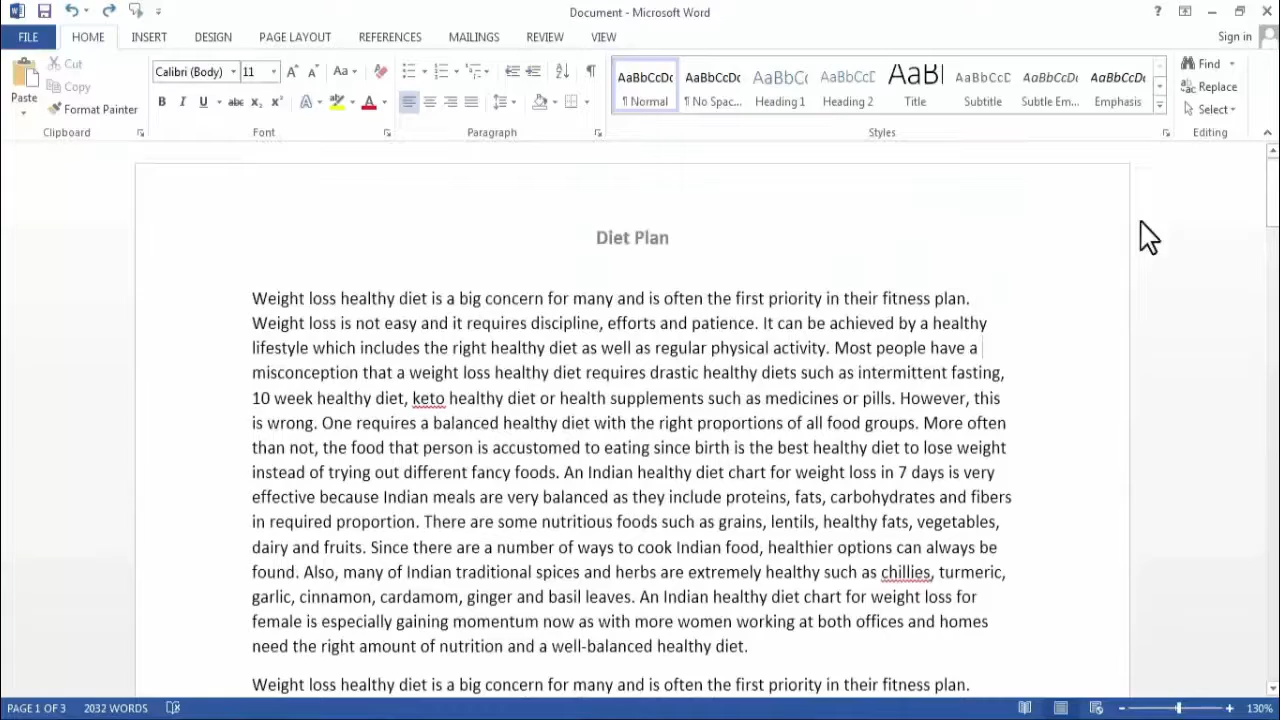 Document - Microsoft Word
?
Sign in
FILE HOME INSERT DESIGN PAGE LAYOUT REFERENCES MAILINGS REVIEW VIEW
Paste
Cut
Copy
Format Painter
Clipboard
Calibri (Body) 11
Aa
B I U abc x₂ x² A A
Font
Paragraph
AaBbCcDc AaBbCcDc AaBbCc AaBbCcD AaBl AaBbCcD AaBbCcDc AaBbCcDc
¶ Normal ¶ No Spac... Heading 1 Heading 2 Title Subtitle Subtle Em... Emphasis
Styles
Find
Replace
Select
Editing
Diet Plan
Weight loss healthy diet is a big concern for many and is often the first priority in their fitness plan.
Weight loss is not easy and it requires discipline, efforts and patience. It can be achieved by a healthy
lifestyle which includes the right healthy diet as well as regular physical activity. Most people have a
misconception that a weight loss healthy diet requires drastic healthy diets such as intermittent fasting,
10 week healthy diet, keto healthy diet or health supplements such as medicines or pills. However, this
is wrong. One requires a balanced healthy diet with the right proportions of all food groups. More often
than not, the food that person is accustomed to eating since birth is the best healthy diet to lose weight
instead of trying out different fancy foods. An Indian healthy diet chart for weight loss in 7 days is very
effective because Indian meals are very balanced as they include proteins, fats, carbohydrates and fibers
in required proportion. There are some nutritious foods such as grains, lentils, healthy fats, vegetables,
dairy and fruits. Since there are a number of ways to cook Indian food, healthier options can always be
found. Also, many of Indian traditional spices and herbs are extremely healthy such as chillies, turmeric,
garlic, cinnamon, cardamom, ginger and basil leaves. An Indian healthy diet chart for weight loss for
female is especially gaining momentum now as with more women working at both offices and homes
need the right amount of nutrition and a well-balanced healthy diet.
Weight loss healthy diet is a big concern for many and is often the first priority in their fitness plan.
PAGE 1 OF 3 2032 WORDS 130%